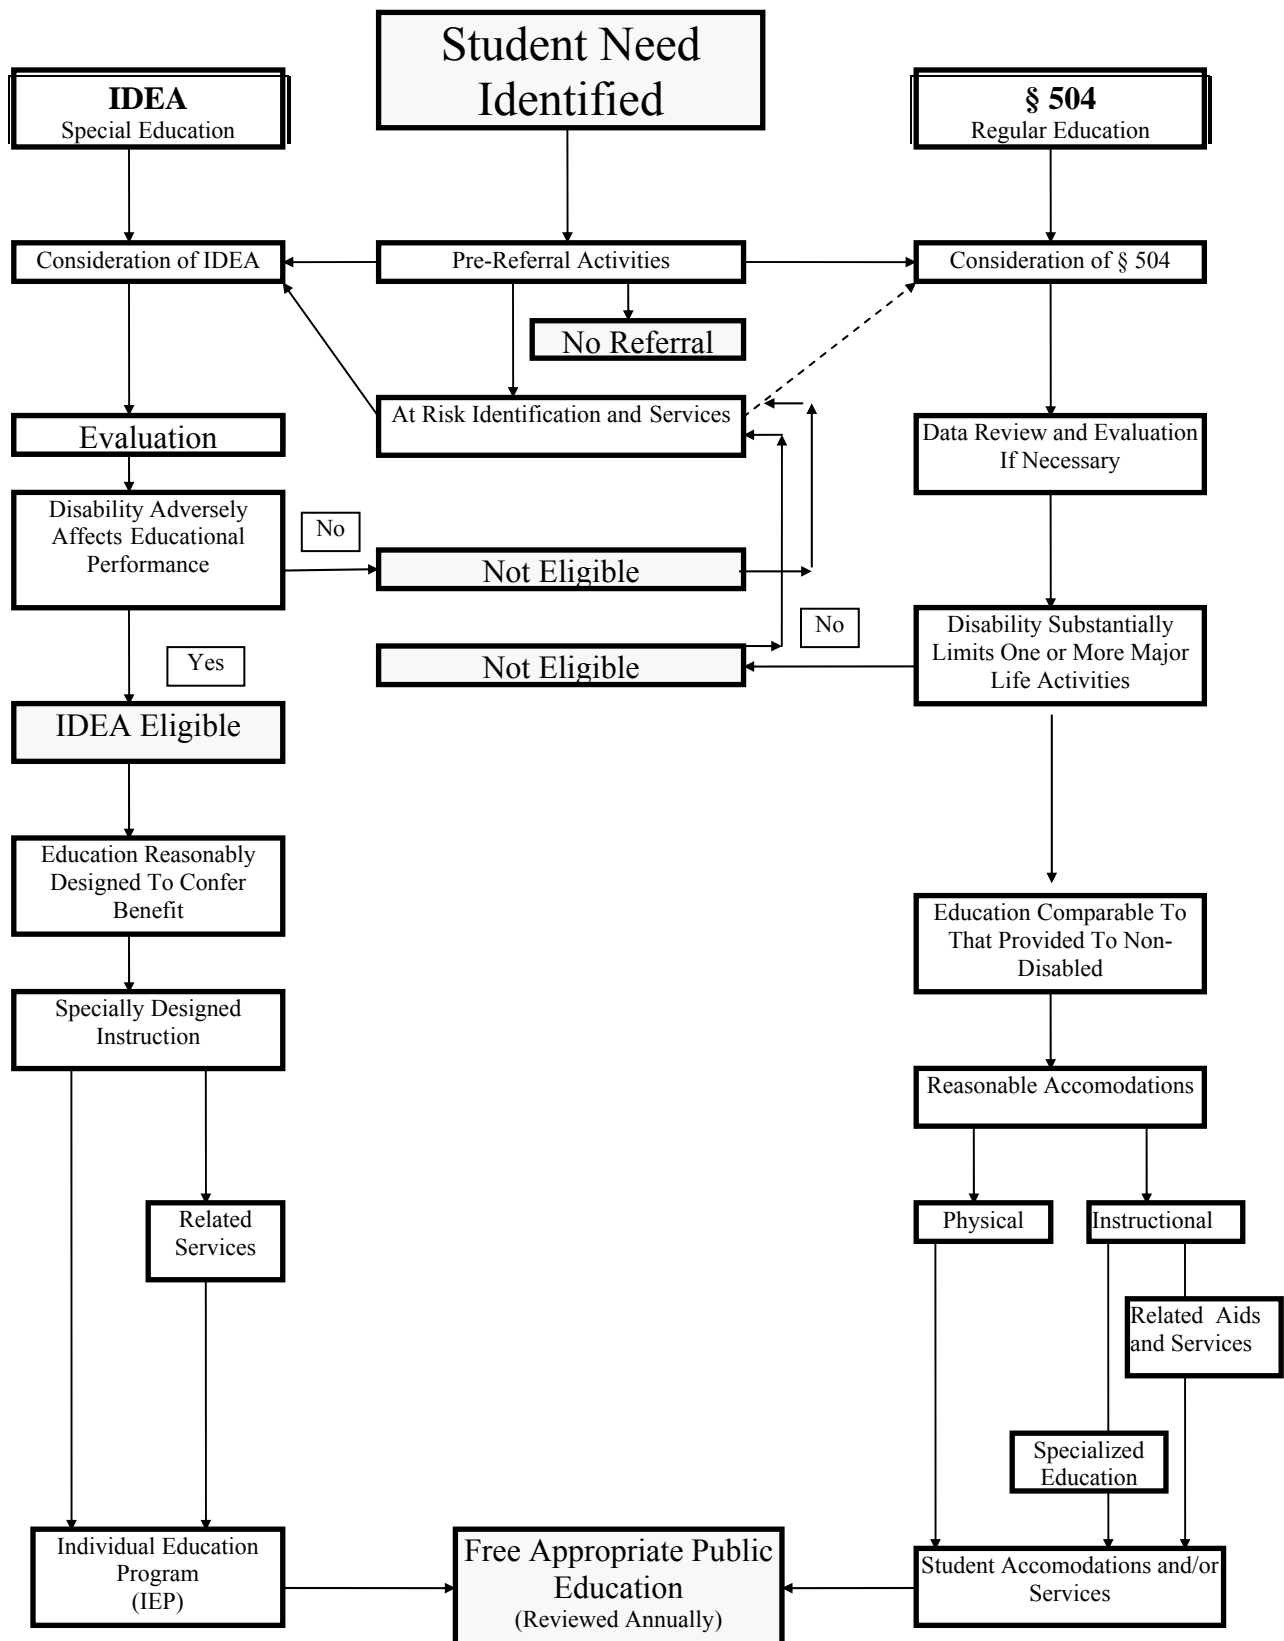 Student Need
Identified
IDEA
Special Education
§ 504
Regular Education
Consideration of IDEA
Pre-Referral Activities
Consideration of § 504
No Referral
At Risk Identification and Services
Evaluation
Data Review and Evaluation
If Necessary
Disability Adversely
Affects Educational
Performance
No
Not Eligible
No
Not Eligible
Disability Substantially
Limits One or More Major
Life Activities
Yes
IDEA Eligible
Education Reasonably
Designed To Confer
Benefit
Education Comparable To
That Provided To Non-
Disabled
Specially Designed
Instruction
Reasonable Accomodations
Related
Services
Physical
Instructional
Related Aids
and Services
Specialized
Education
Individual Education
Program
(IEP)
Free Appropriate Public
Education
(Reviewed Annually)
Student Accomodations and/or
Services